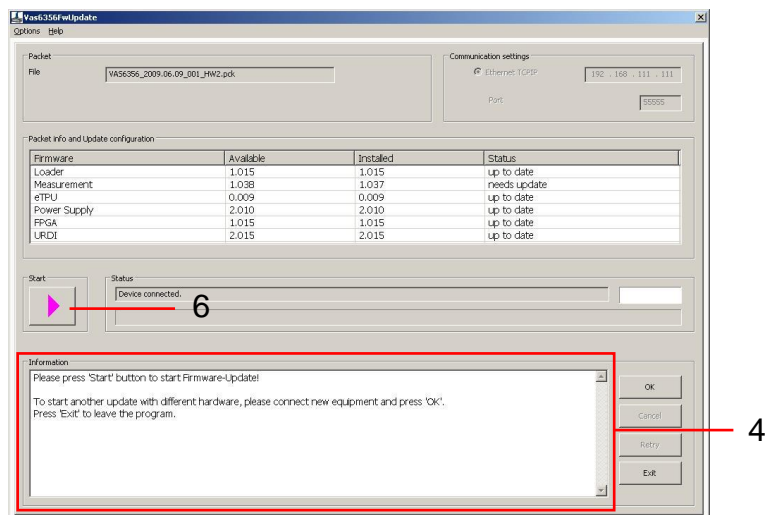 Vas6356FwUpdate
Options Help
Packet
File VAS6356_2009.06.09_001_HW2.pck
Communication settings
Ethernet TCPIP 192 . 168 . 111 . 111
Port 55555
Packet info and Update configuration
Firmware Available Installed Status
Loader 1.015 1.015 up to date
Measurement 1.038 1.037 needs update
eTPU 0.009 0.009 up to date
Power Supply 2.010 2.010 up to date
FPGA 1.015 1.015 up to date
URDI 2.015 2.015 up to date
Start
Status
Device connected.
6
Information
Please press 'Start' button to start Firmware-Update!
To start another update with different hardware, please connect new equipment and press 'OK'.
Press 'Exit' to leave the program.
OK
Cancel
Retry
Exit
4